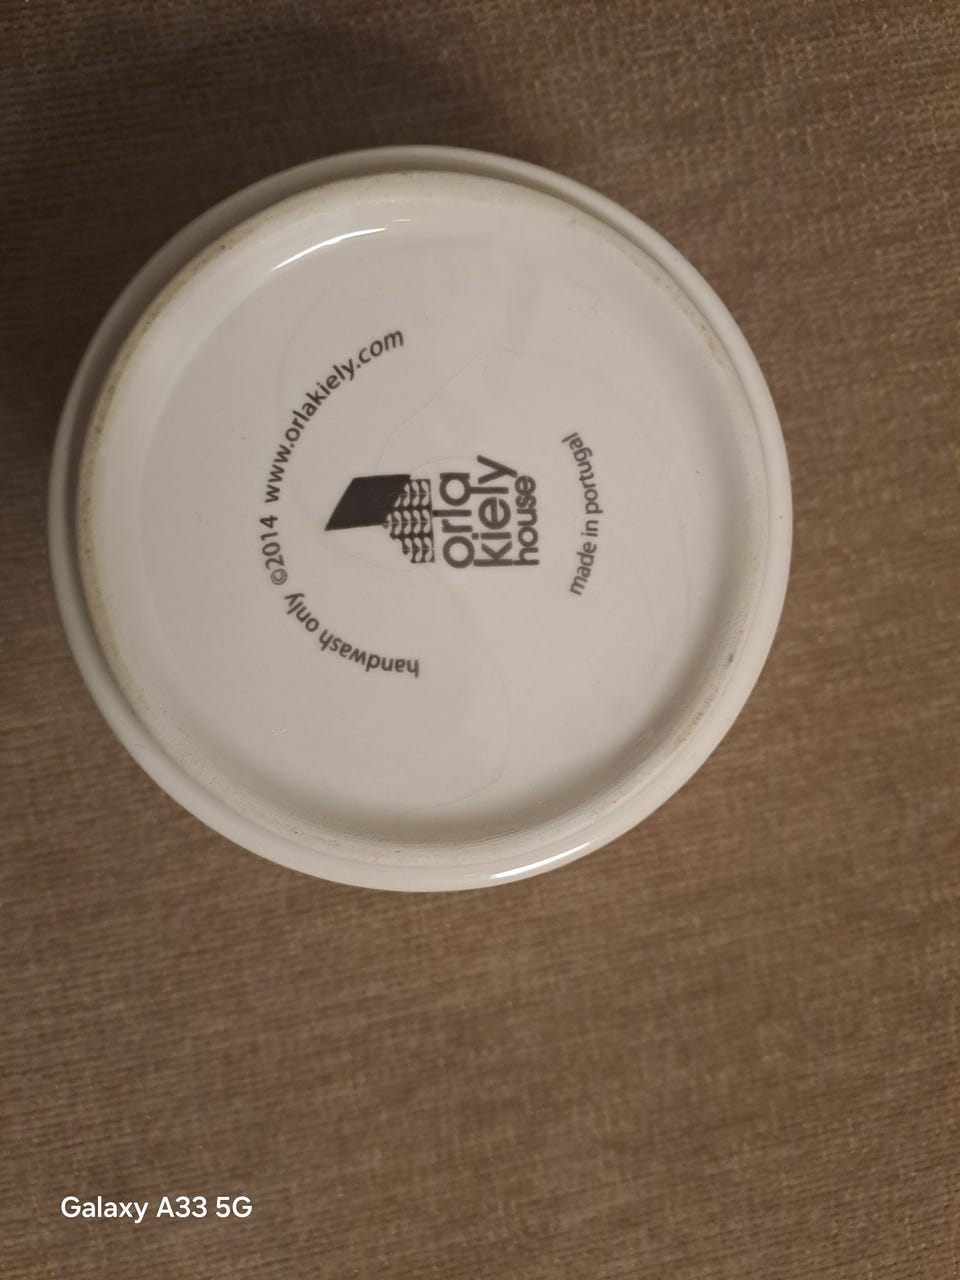 handwash only ©2014 www.orlakiely.com
orla
kiely
house
made in portugal
Galaxy A33 5G